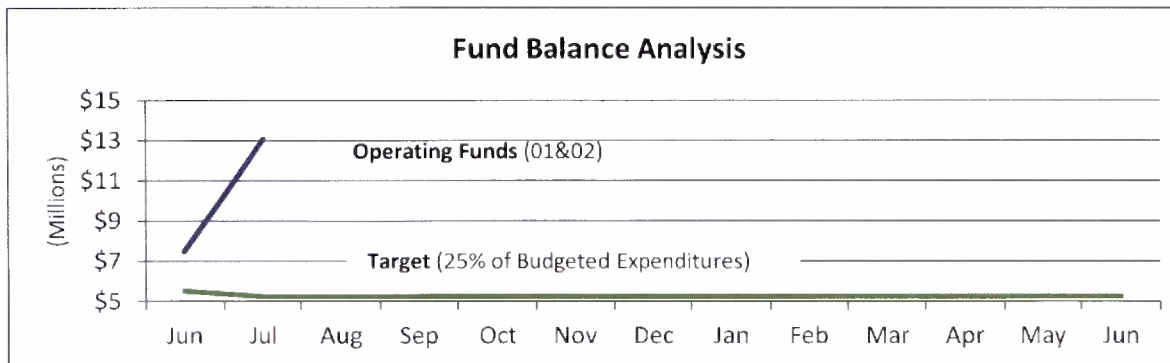 Fund Balance Analysis
$15
$13
$11
$9
$7
$5
(Millions)
Operating Funds (01&02)
Target (25% of Budgeted Expenditures)
Jun Jul Aug Sep Oct Nov Dec Jan Feb Mar Apr May Jun